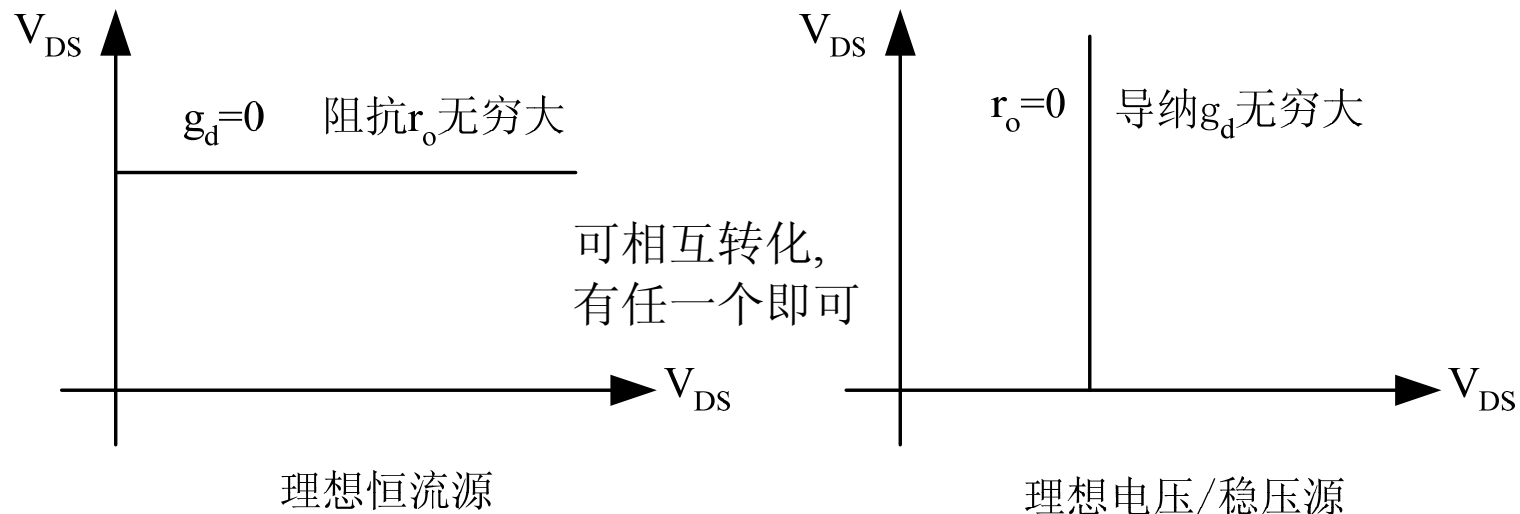 V_DS
g_d=0 阻抗r_o无穷大
V_DS
理想恒流源
可相互转化,
有任一个即可
V_DS
r_o=0 导纳g_d无穷大
V_DS
理想电压/稳压源